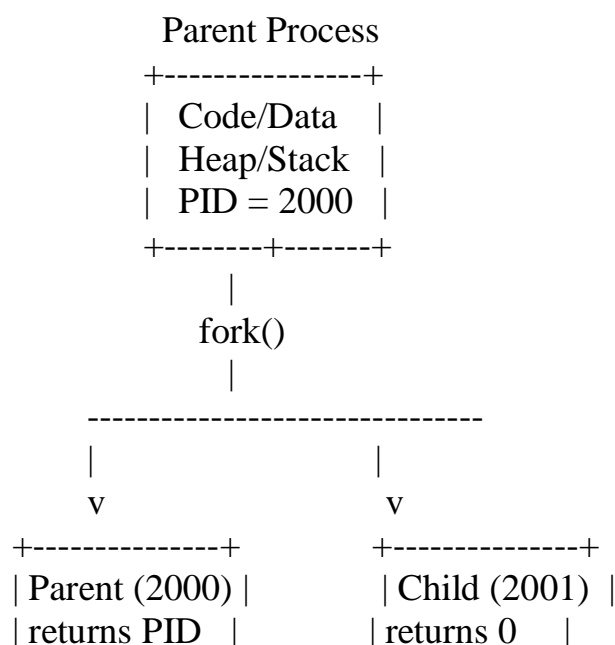 Parent Process
+----------------+
| Code/Data |
| Heap/Stack |
| PID = 2000 |
+--------+-------+
|
fork()
|
--------------------------------
| |
v v
+---------------+ +---------------+
| Parent (2000) | | Child (2001) |
| returns PID | | returns 0 |